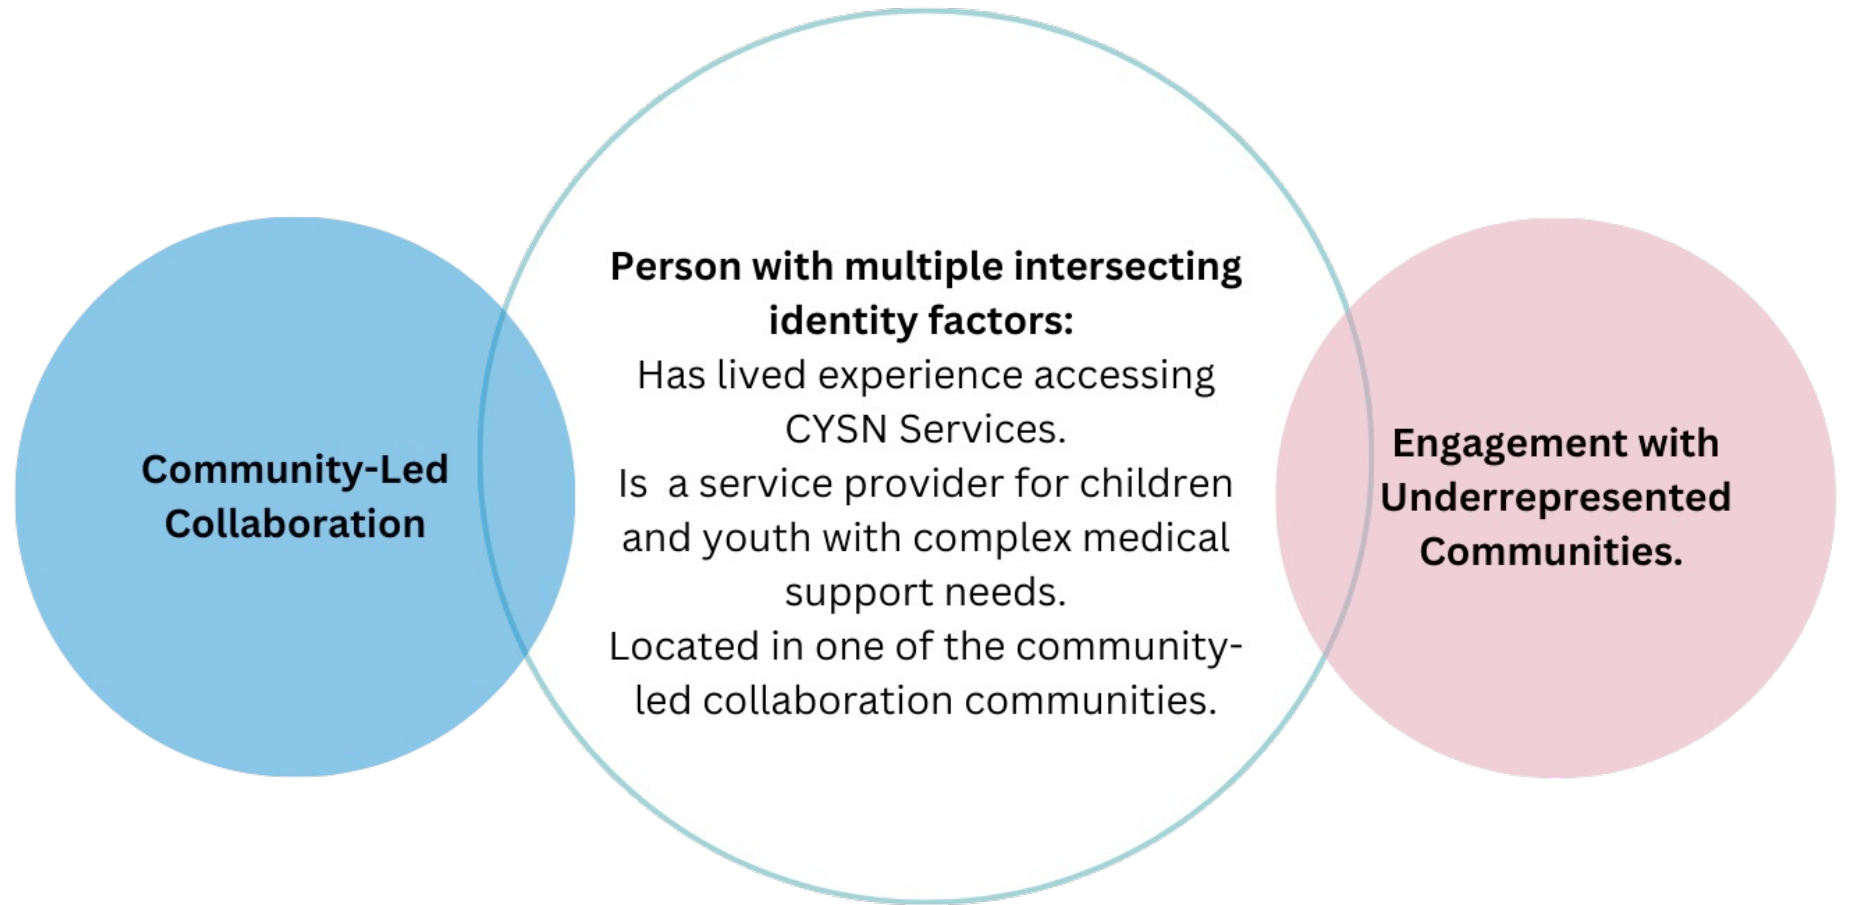 Community-Led
Collaboration
Person with multiple intersecting
identity factors:
Has lived experience accessing
CYSN Services.
Is  a service provider for children
and youth with complex medical
support needs.
Located in one of the community-
led collaboration communities.
Engagement with
Underrepresented
Communities.